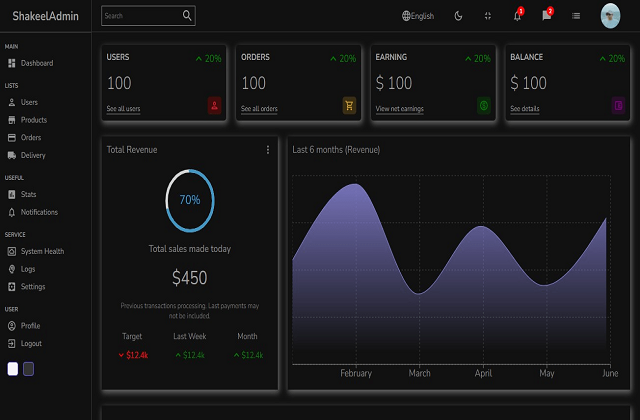 ShakeelAdmin
Search
English
1
2
MAIN
Dashboard
LISTS
Users
Products
Orders
Delivery
USEFUL
Stats
Notifications
SERVICE
System Health
Logs
Settings
USER
Profile
Logout
USERS
20%
100
See all users
ORDERS
20%
100
See all orders
EARNING
20%
$ 100
View net earnings
BALANCE
20%
$ 100
See details
Total Revenue
70%
Total sales made today
$450
Previous transactions processing. Last payments may
not be included.
Target
Last Week
Month
$12.4k
$12.4k
$12.4k
Last 6 months (Revenue)
February
March
April
May
June